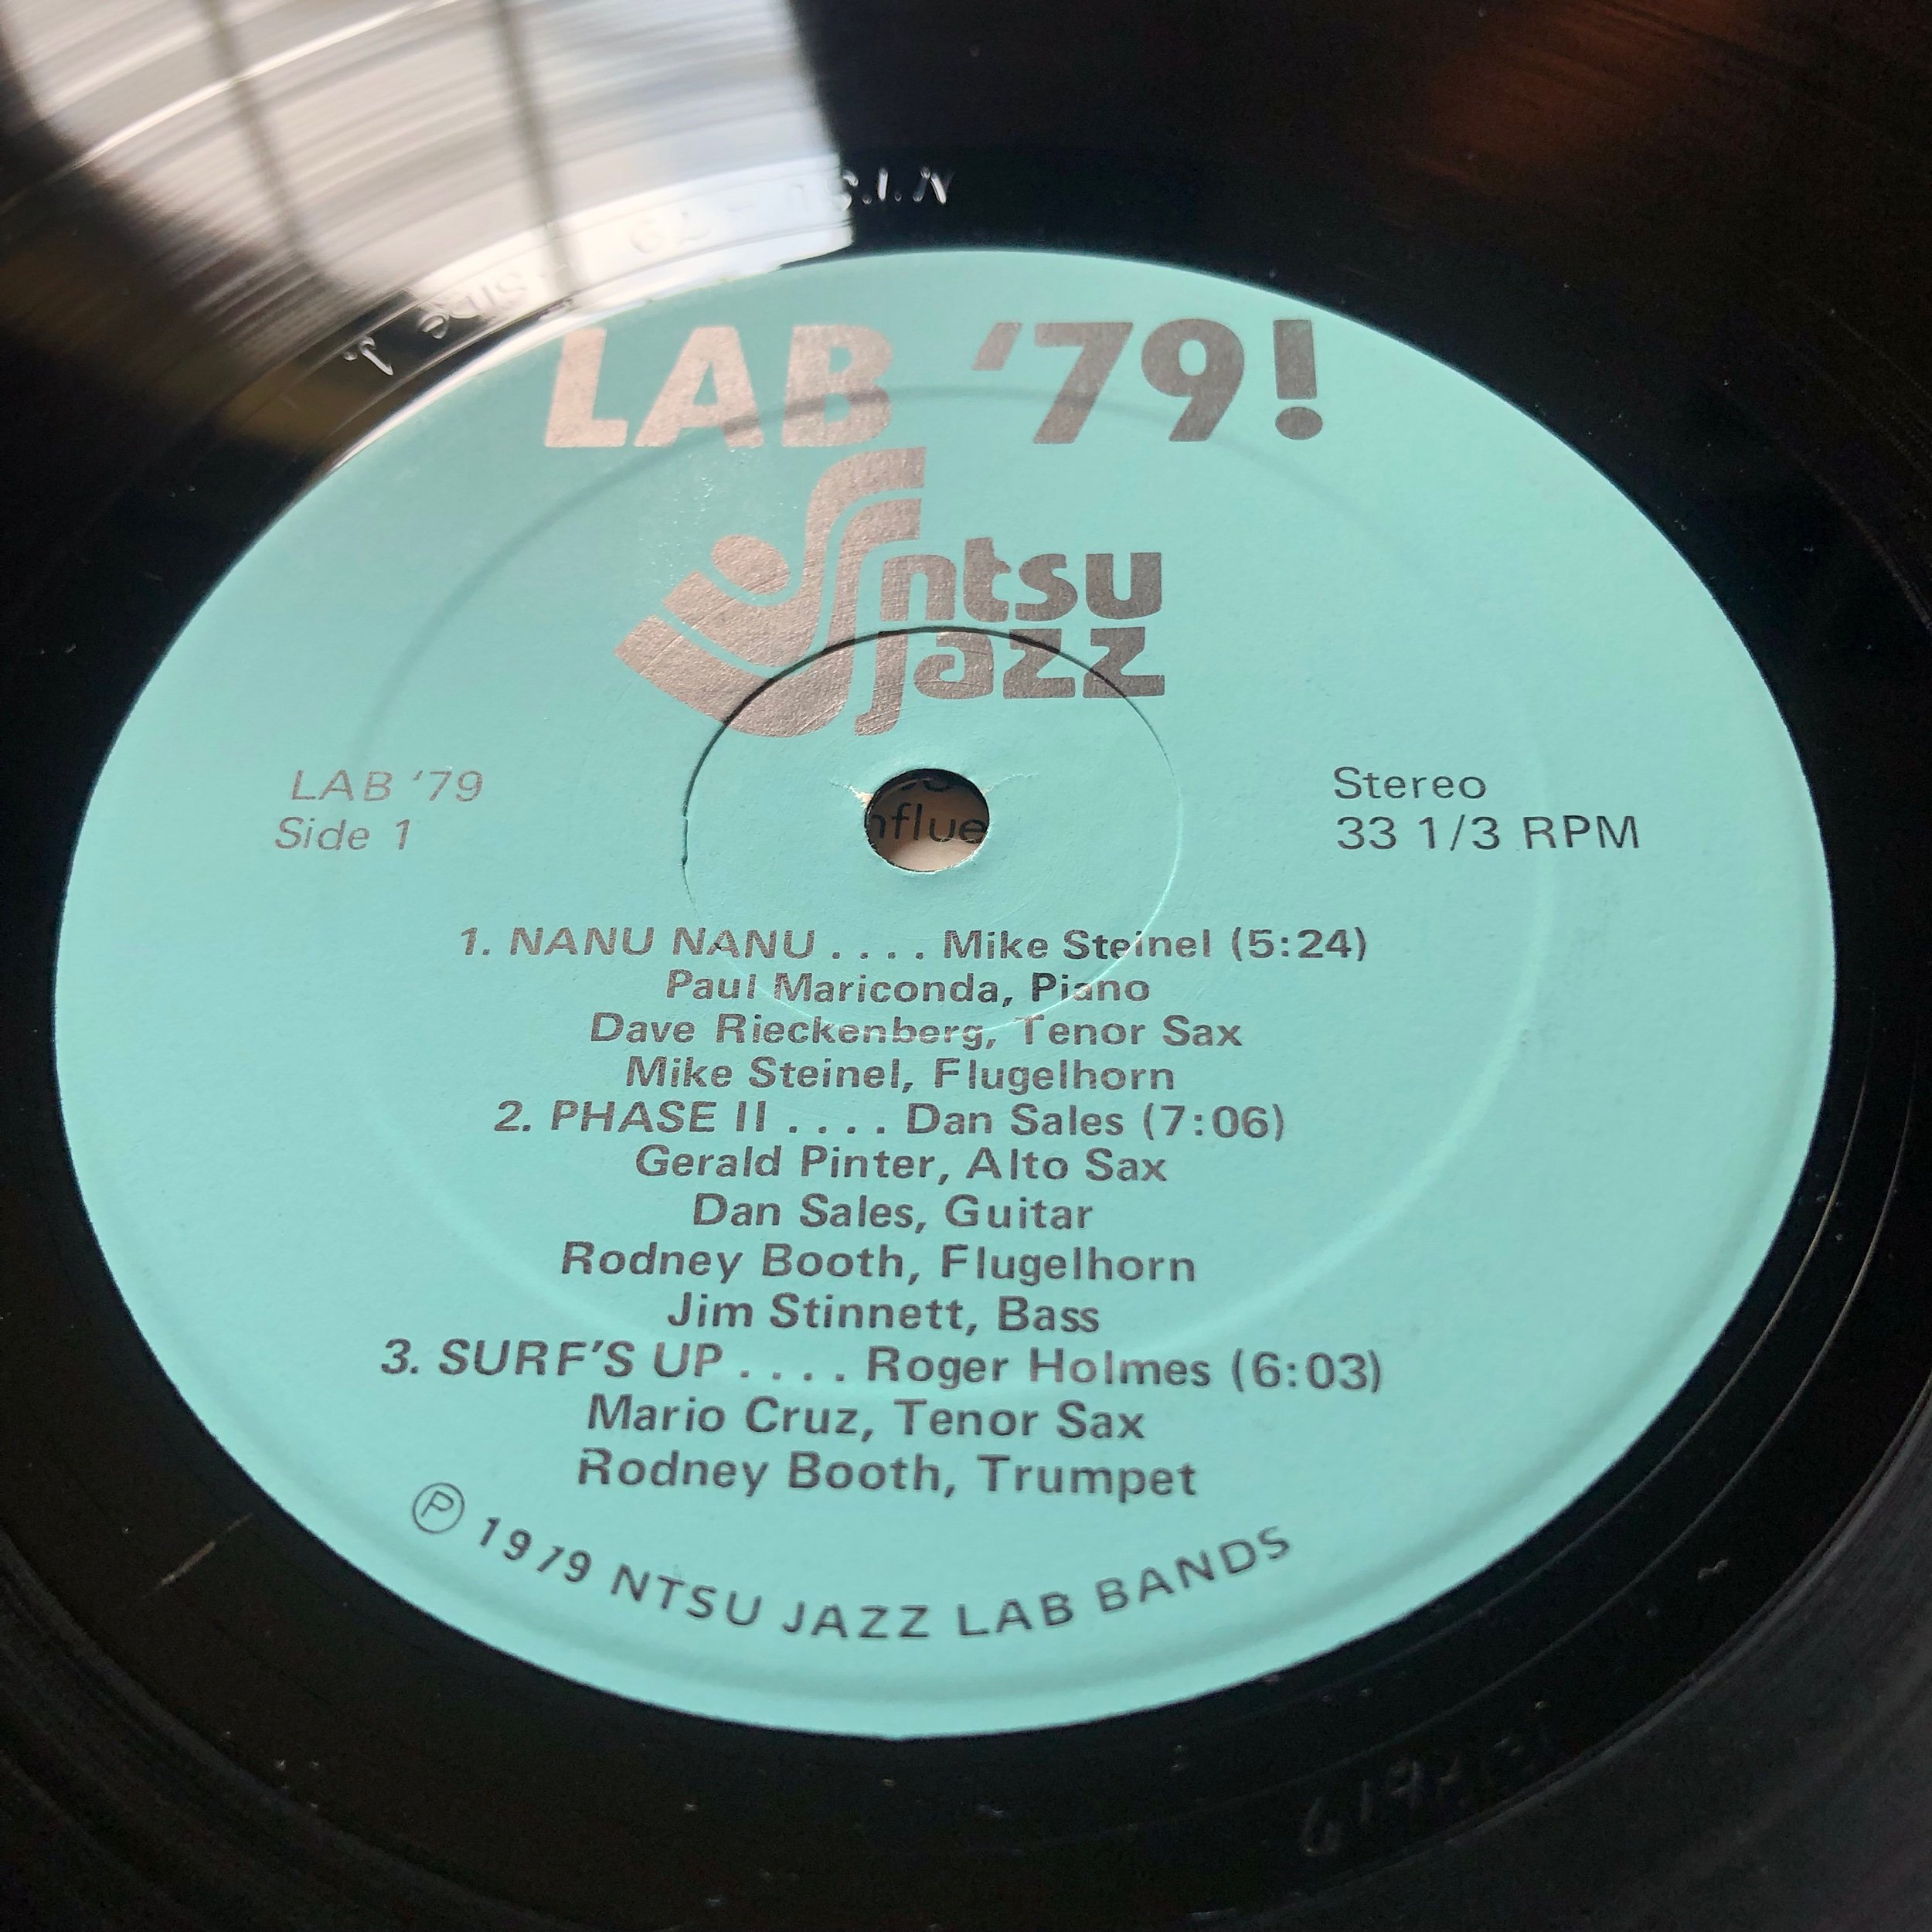 LAB '79!
ntsu
jazz
LAB '79
Side 1
Stereo
33 1/3 RPM
nflue
1. NANU NANU . . . . Mike Steinel (5:24)
Paul Mariconda, Piano
Dave Rieckenberg, Tenor Sax
Mike Steinel, Flugelhorn
2. PHASE II . . . . Dan Sales (7:06)
Gerald Pinter, Alto Sax
Dan Sales, Guitar
Rodney Booth, Flugelhorn
Jim Stinnett, Bass
3. SURF'S UP . . . . Roger Holmes (6:03)
Mario Cruz, Tenor Sax
Rodney Booth, Trumpet
Ⓟ 1979 NTSU JAZZ LAB BANDS